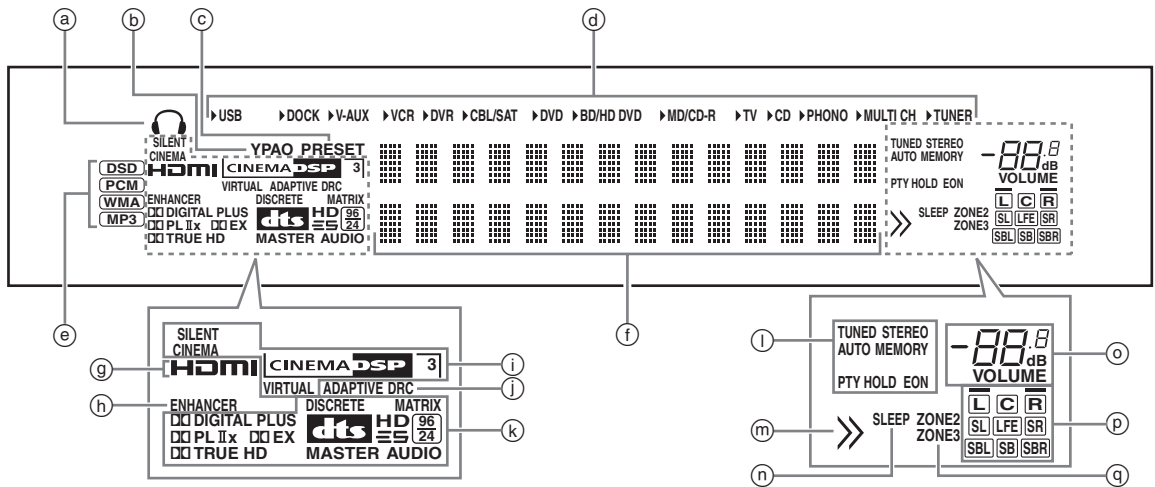 ⓐ ⓑ ⓒ ⓓ
USB DOCK V-AUX VCR DVR CBL/SAT DVD BD/HD DVD MD/CD-R TV CD PHONO MULTI CH TUNER
SILENT
CINEMA
YPAO PRESET
HDMI CINEMA DSP 3
VIRTUAL ADAPTIVE DRC
ENHANCER DISCRETE MATRIX
DIGITAL PLUS dts HD 96
PL IIx EX ES 24
TRUE HD MASTER AUDIO
DSD
PCM
WMA
MP3
TUNED STEREO
AUTO MEMORY
PTY HOLD EON
SLEEP ZONE2
ZONE3
-88.8
dB
VOLUME
L C R
SL LFE SR
SBL SB SBR
ⓔ ⓕ
SILENT
CINEMA
ⓖ HDMI CINEMA DSP 3 ⓘ
VIRTUAL ADAPTIVE DRC ⓙ
ⓗ ENHANCER DISCRETE MATRIX
DIGITAL PLUS dts HD 96 ⓚ
PL IIx EX ES 24
TRUE HD MASTER AUDIO
ⓛ TUNED STEREO
AUTO MEMORY
PTY HOLD EON
-88.8 ⓞ
dB
VOLUME
ⓜ SLEEP ZONE2
ZONE3
L C R
SL LFE SR ⓟ
SBL SB SBR
ⓝ ⓠ